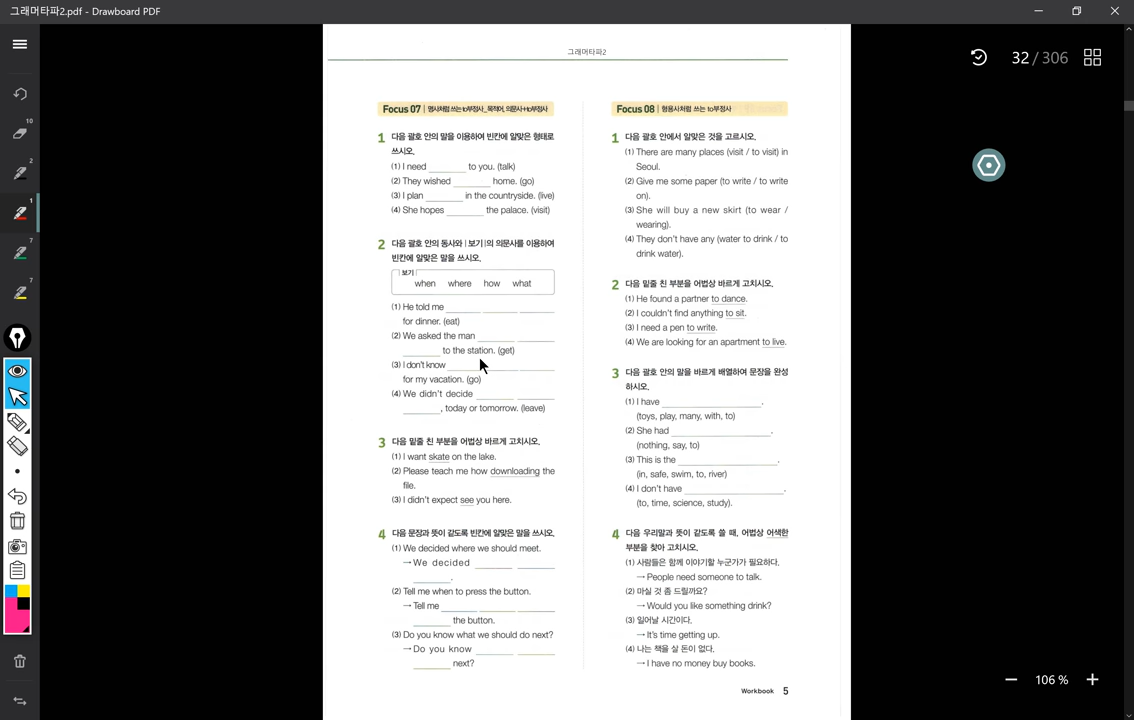 그래머타파2.pdf - Drawboard PDF
32 / 306
10
2
1
7
7
그래머타파2
Focus 07 | 명사처럼 쓰는 to부정사_목적어, 의문사+to부정사
1 다음 괄호 안의 말을 이용하여 빈칸에 알맞은 형태로
쓰시오.
(1) I need ________ to you. (talk)
(2) They wished ________ home. (go)
(3) I plan ________ in the countryside. (live)
(4) She hopes ________ the palace. (visit)
2 다음 괄호 안의 동사와 |보기|의 의문사를 이용하여
빈칸에 알맞은 말을 쓰시오.
보기
when where how what
(1) He told me ________ ________ ________
for dinner. (eat)
(2) We asked the man ________ ________
________ to the station. (get)
(3) I don't know ________ ________ ________
for my vacation. (go)
(4) We didn't decide ________ ________
________, today or tomorrow. (leave)
3 다음 밑줄 친 부분을 어법상 바르게 고치시오.
(1) I want skate on the lake.
(2) Please teach me how downloading the
file.
(3) I didn't expect see you here.
4 다음 문장과 뜻이 같도록 빈칸에 알맞은 말을 쓰시오.
(1) We decided where we should meet.
→ We decided ________ ________
________.
(2) Tell me when to press the button.
→ Tell me ________ ________ ________
________ the button.
(3) Do you know what we should do next?
→ Do you know ________ ________
________ next?
Focus 08 | 형용사처럼 쓰는 to부정사
1 다음 괄호 안에서 알맞은 것을 고르시오.
(1) There are many places (visit / to visit) in
Seoul.
(2) Give me some paper (to write / to write
on).
(3) She will buy a new skirt (to wear /
wearing).
(4) They don't have any (water to drink / to
drink water).
2 다음 밑줄 친 부분을 어법상 바르게 고치시오.
(1) He found a partner to dance.
(2) I couldn't find anything to sit.
(3) I need a pen to write.
(4) We are looking for an apartment to live.
3 다음 괄호 안의 말을 바르게 배열하여 문장을 완성
하시오.
(1) I have ________.
(toys, play, many, with, to)
(2) She had ________.
(nothing, say, to)
(3) This is the ________.
(in, safe, swim, to, river)
(4) I don't have ________.
(to, time, science, study).
4 다음 우리말과 뜻이 같도록 쓸 때, 어법상 어색한
부분을 찾아 고치시오.
(1) 사람들은 함께 이야기할 누군가가 필요하다.
→ People need someone to talk.
(2) 마실 것 좀 드릴까요?
→ Would you like something drink?
(3) 일어날 시간이다.
→ It's time getting up.
(4) 나는 책을 살 돈이 없다.
→ I have no money buy books.
Workbook 5
106 %